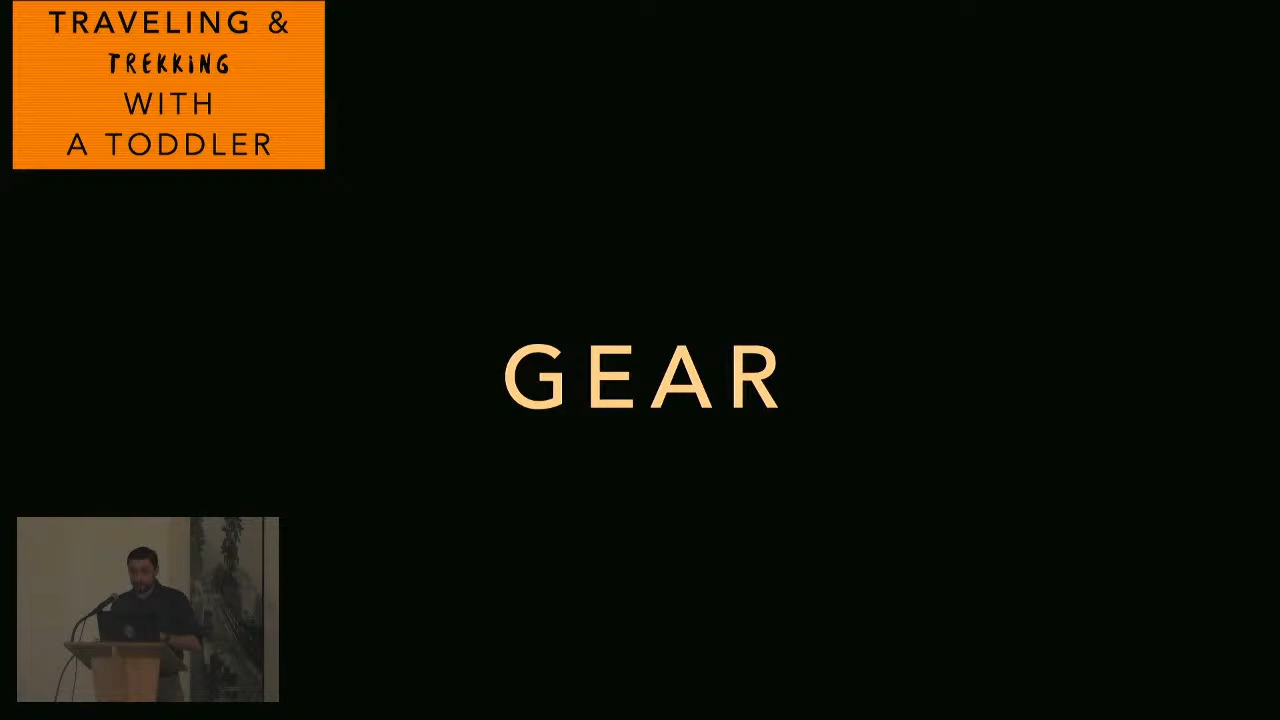 TRAVELING &
TREKKING
WITH
A TODDLER
GEAR